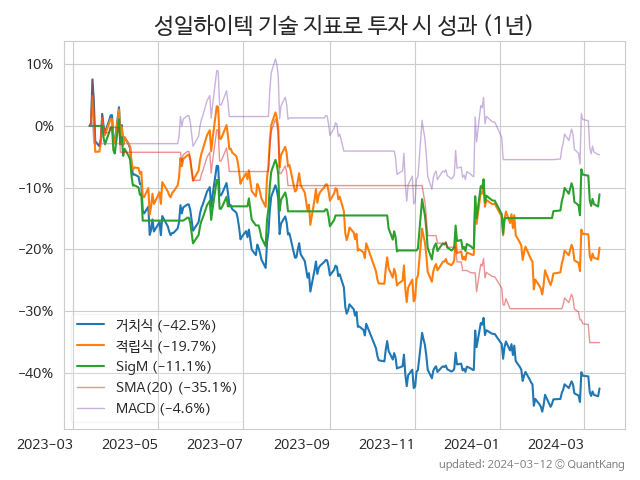 성일하이텍 기술 지표로 투자 시 성과 (1년)
10%
0%
−10%
−20%
−30%
−40%
거치식 (−42.5%)
적립식 (−19.7%)
SigM (−11.1%)
SMA(20) (−35.1%)
MACD (−4.6%)
2023-03 2023-05 2023-07 2023-09 2023-11 2024-01 2024-03
updated: 2024-03-12 © QuantKang